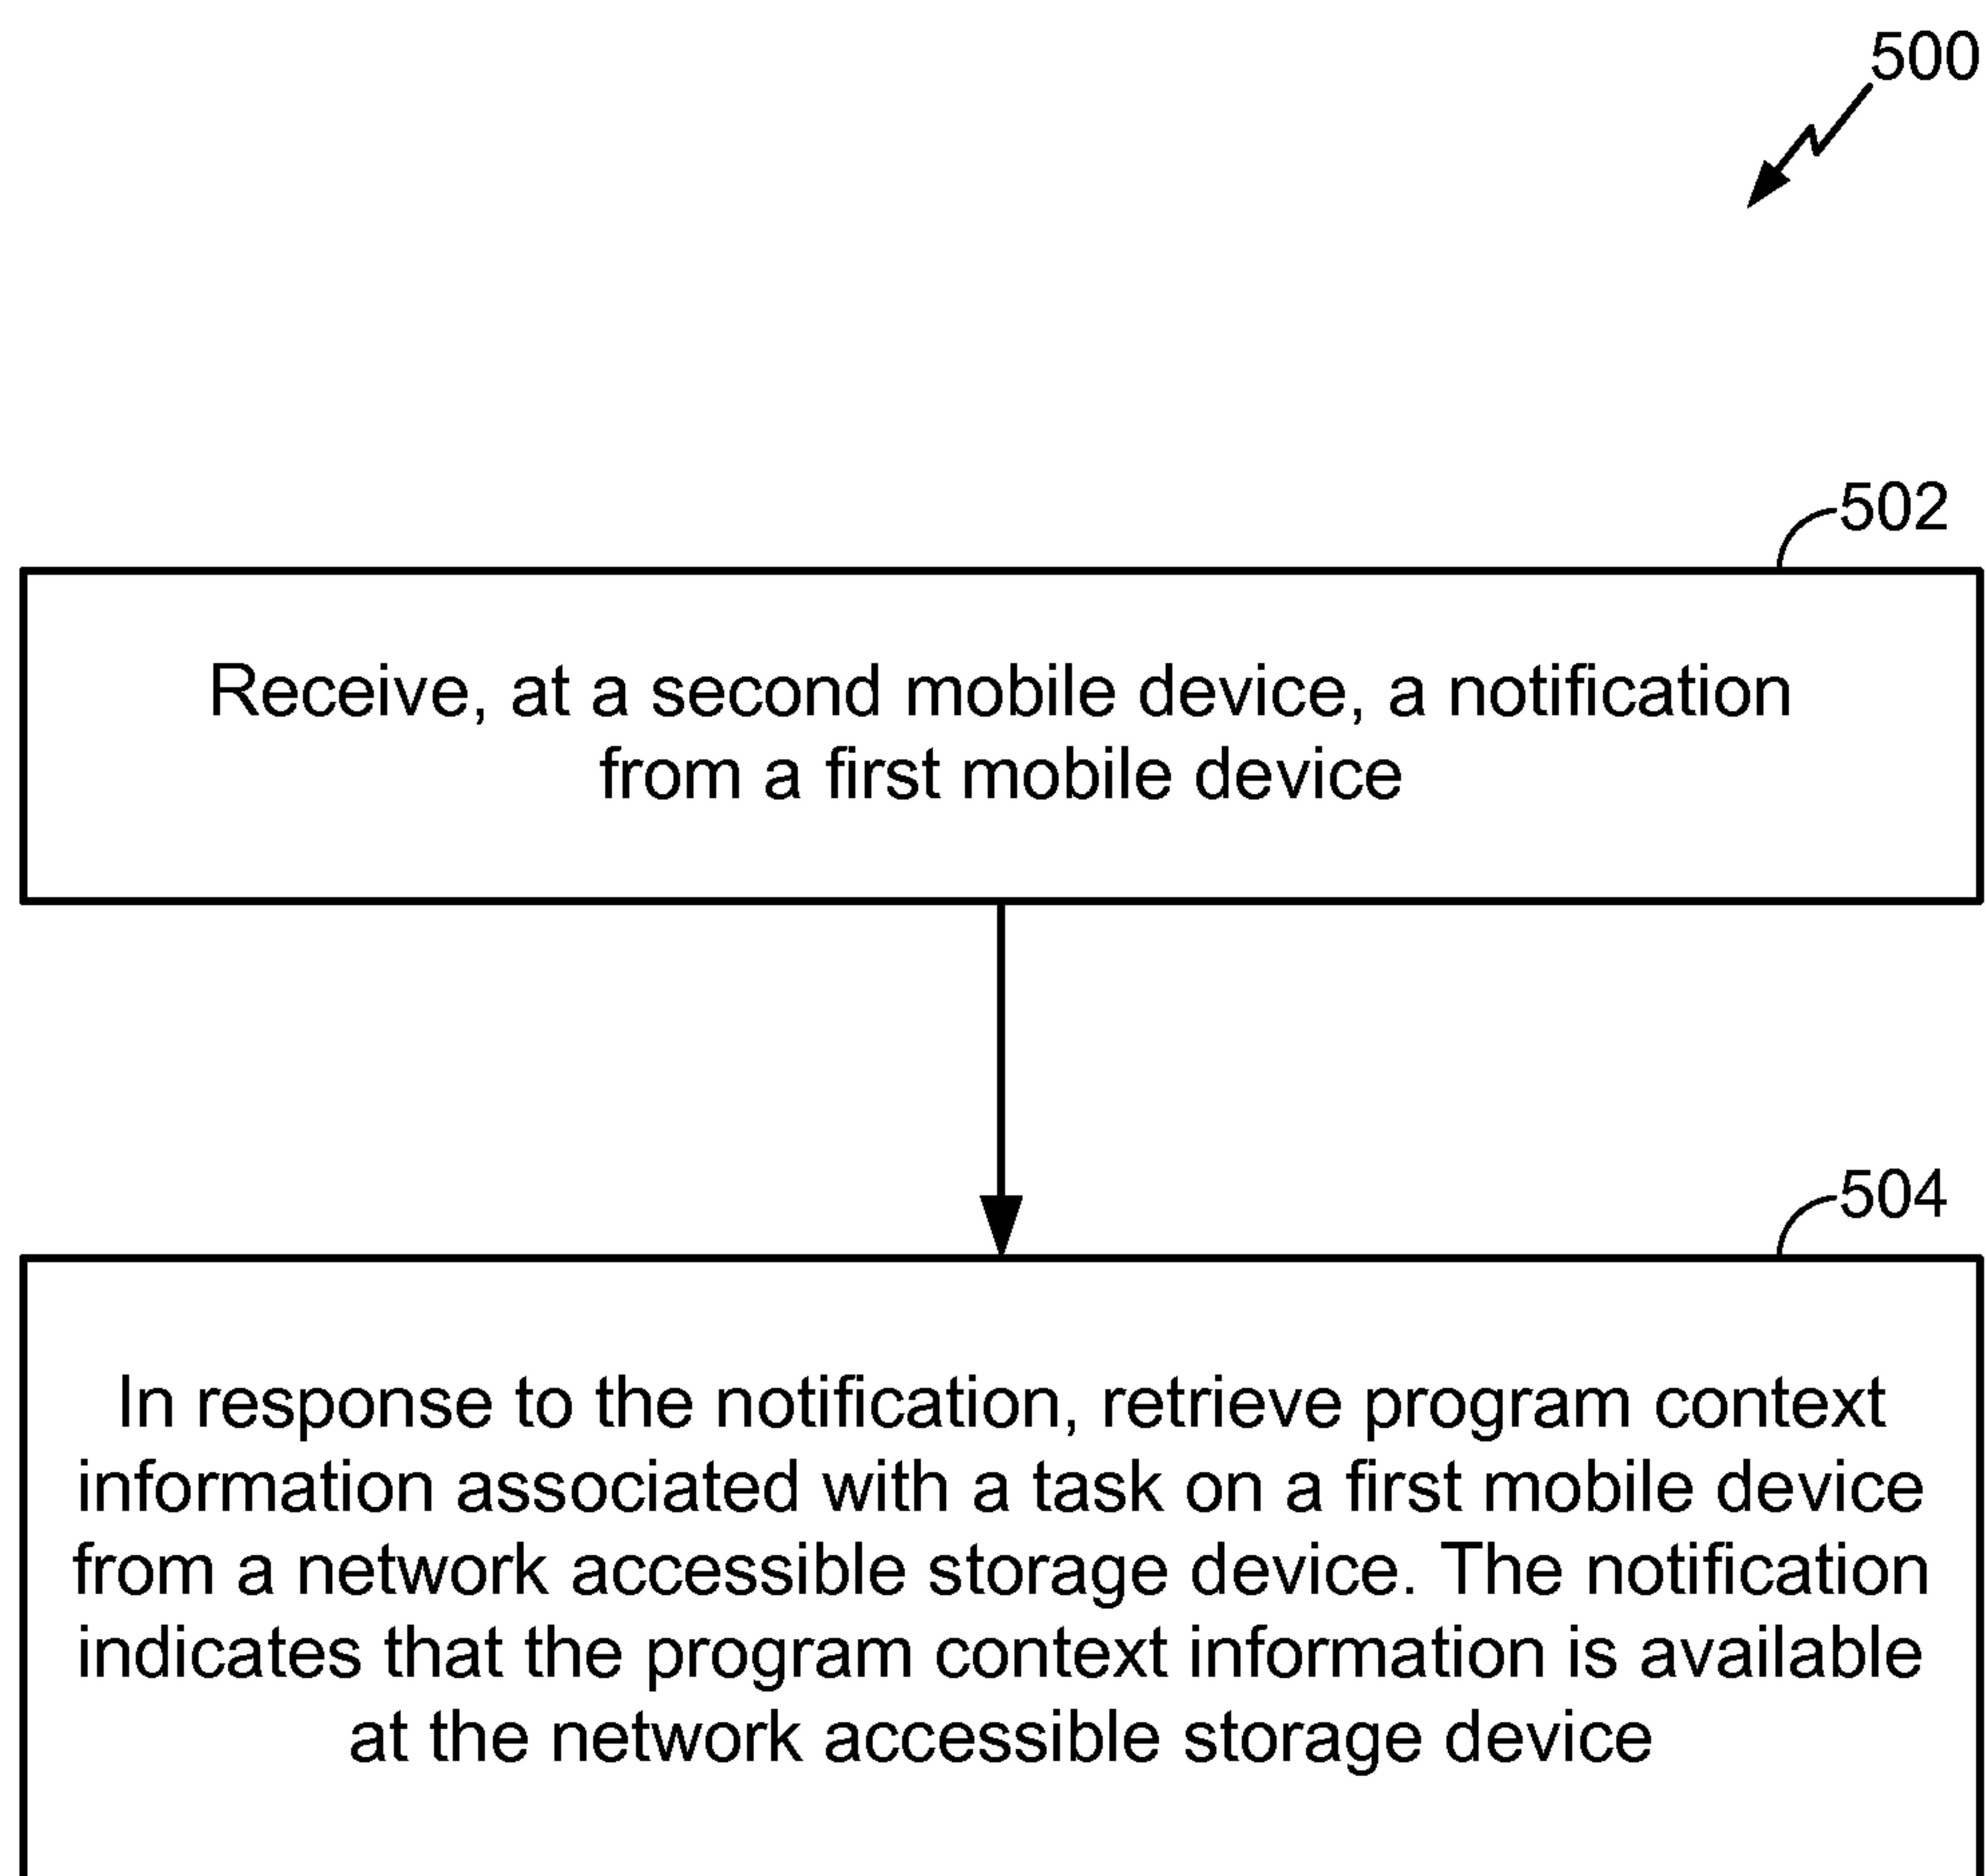 500
502
Receive, at a second mobile device, a notification
from a first mobile device
504
In response to the notification, retrieve program context
information associated with a task on a first mobile device
from a network accessible storage device. The notification
indicates that the program context information is available
at the network accessible storage device